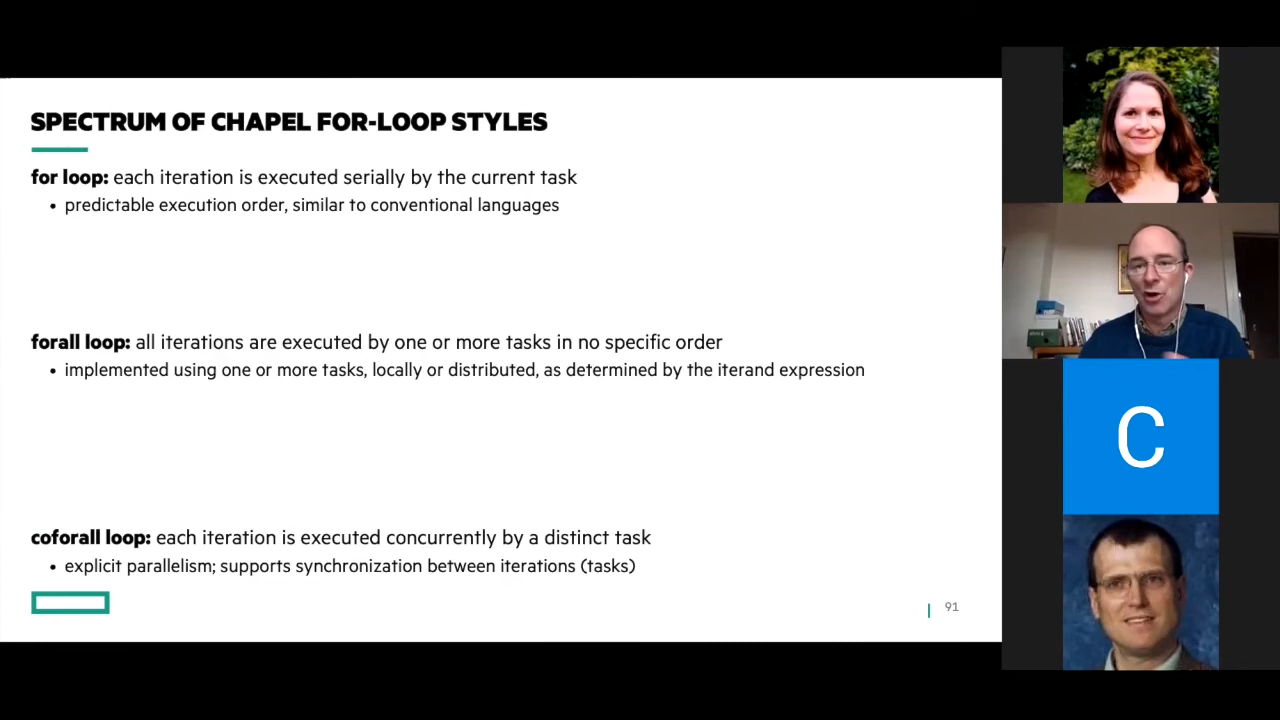 SPECTRUM OF CHAPEL FOR-LOOP STYLES
for loop: each iteration is executed serially by the current task
• predictable execution order, similar to conventional languages
forall loop: all iterations are executed by one or more tasks in no specific order
• implemented using one or more tasks, locally or distributed, as determined by the iterand expression
coforall loop: each iteration is executed concurrently by a distinct task
• explicit parallelism; supports synchronization between iterations (tasks)
91
C